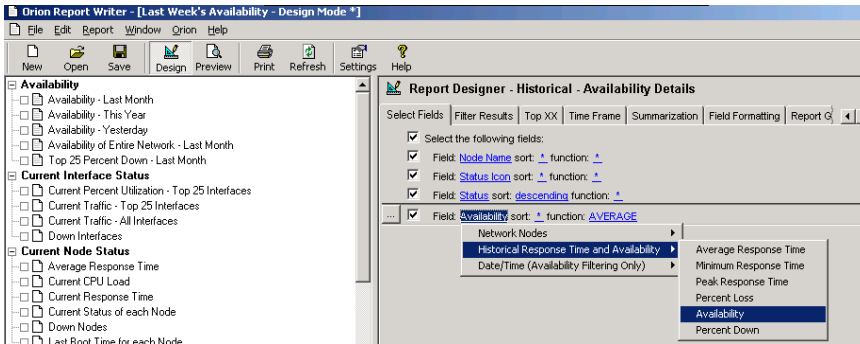 Orion Report Writer - [Last Week's Availability - Design Mode *]
File Edit Report Window Orion Help
New Open Save Design Preview Print Refresh Settings Help
Availability
Availability - Last Month
Availability - This Year
Availability - Yesterday
Availability of Entire Network - Last Month
Top 25 Percent Down - Last Month
Current Interface Status
Current Percent Utilization - Top 25 Interfaces
Current Traffic - Top 25 Interfaces
Current Traffic - All Interfaces
Down Interfaces
Current Node Status
Average Response Time
Current CPU Load
Current Response Time
Current Status of each Node
Down Nodes
Last Boot Time for each Node
Report Designer - Historical - Availability Details
Select Fields Filter Results Top XX Time Frame Summarization Field Formatting Report G
Select the following fields:
Field: Node Name sort: * function: *
Field: Status Icon sort: * function: *
Field: Status sort: descending function: *
... Field: Availability sort: * function: AVERAGE
Network Nodes
Historical Response Time and Availability
Date/Time (Availability Filtering Only)
Average Response Time
Minimum Response Time
Peak Response Time
Percent Loss
Availability
Percent Down